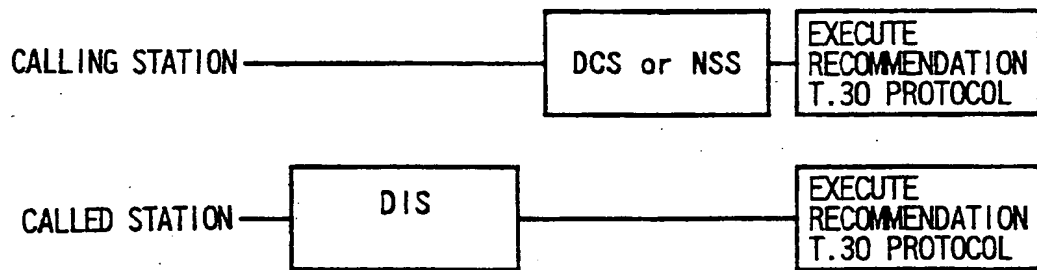 CALLING STATION
DCS or NSS
EXECUTE
RECOMMENDATION
T.30 PROTOCOL
CALLED STATION
DIS
EXECUTE
RECOMMENDATION
T.30 PROTOCOL